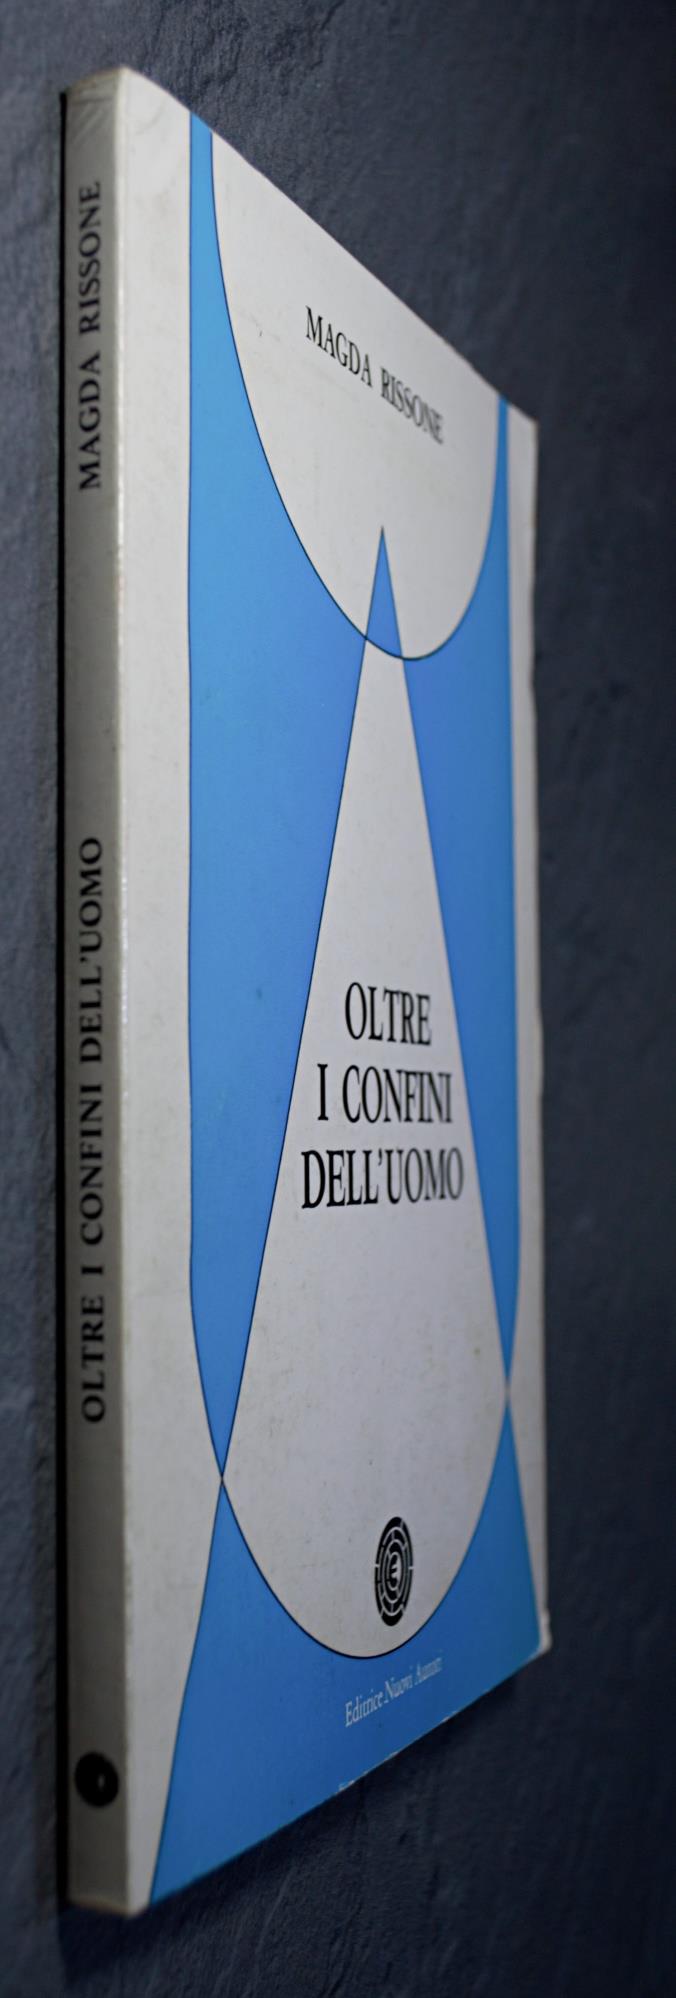 MAGDA RISSONE
OLTRE I CONFINI DELL'UOMO
MAGDA RISSONE
OLTRE
I CONFINI
DELL'UOMO
Editrice Nuovi Autori